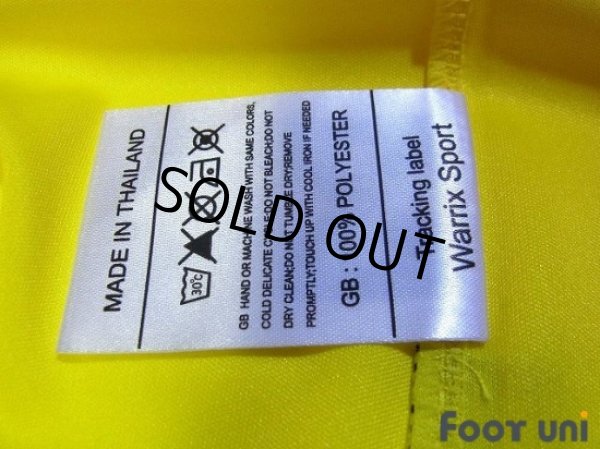 MADE IN THAILAND
30°c
GB HAND OR MACHINE WASH WITH SAME COLORS,
COLD DELICATE CYCLE:DO NOT BLEACH:DO NOT
DRY CLEAN:DO NOT TUMBLE DRY:REMOVE
PROMPTLY;TOUCH UP WITH COOL IRON IF NEEDED
GB : 100% POLYESTER
Tracking label
Warrix Sport
SOLD OUT
FOOT UNI